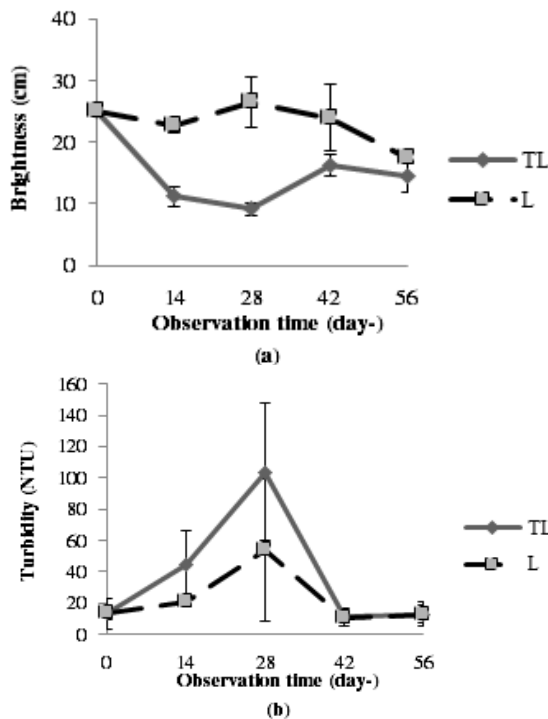 40
30
20
10
0
Brightness (cm)
0 14 28 42 56
Observation time (day-)
TL
L
(a)
160
140
120
100
80
60
40
20
0
Turbidity (NTU)
0 14 28 42 56
Observation time (day-)
TL
L
(b)